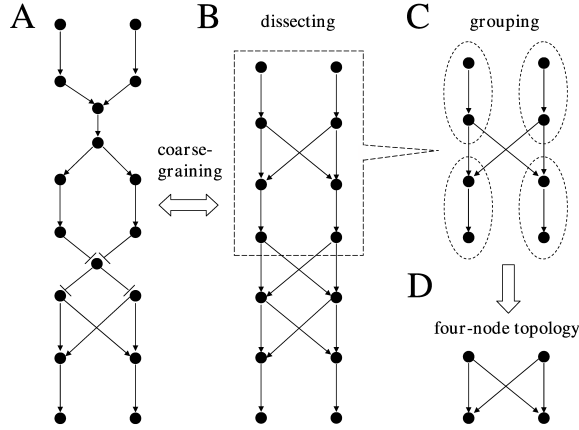 A
B
dissecting
C
grouping
coarse-
graining
D
four-node topology